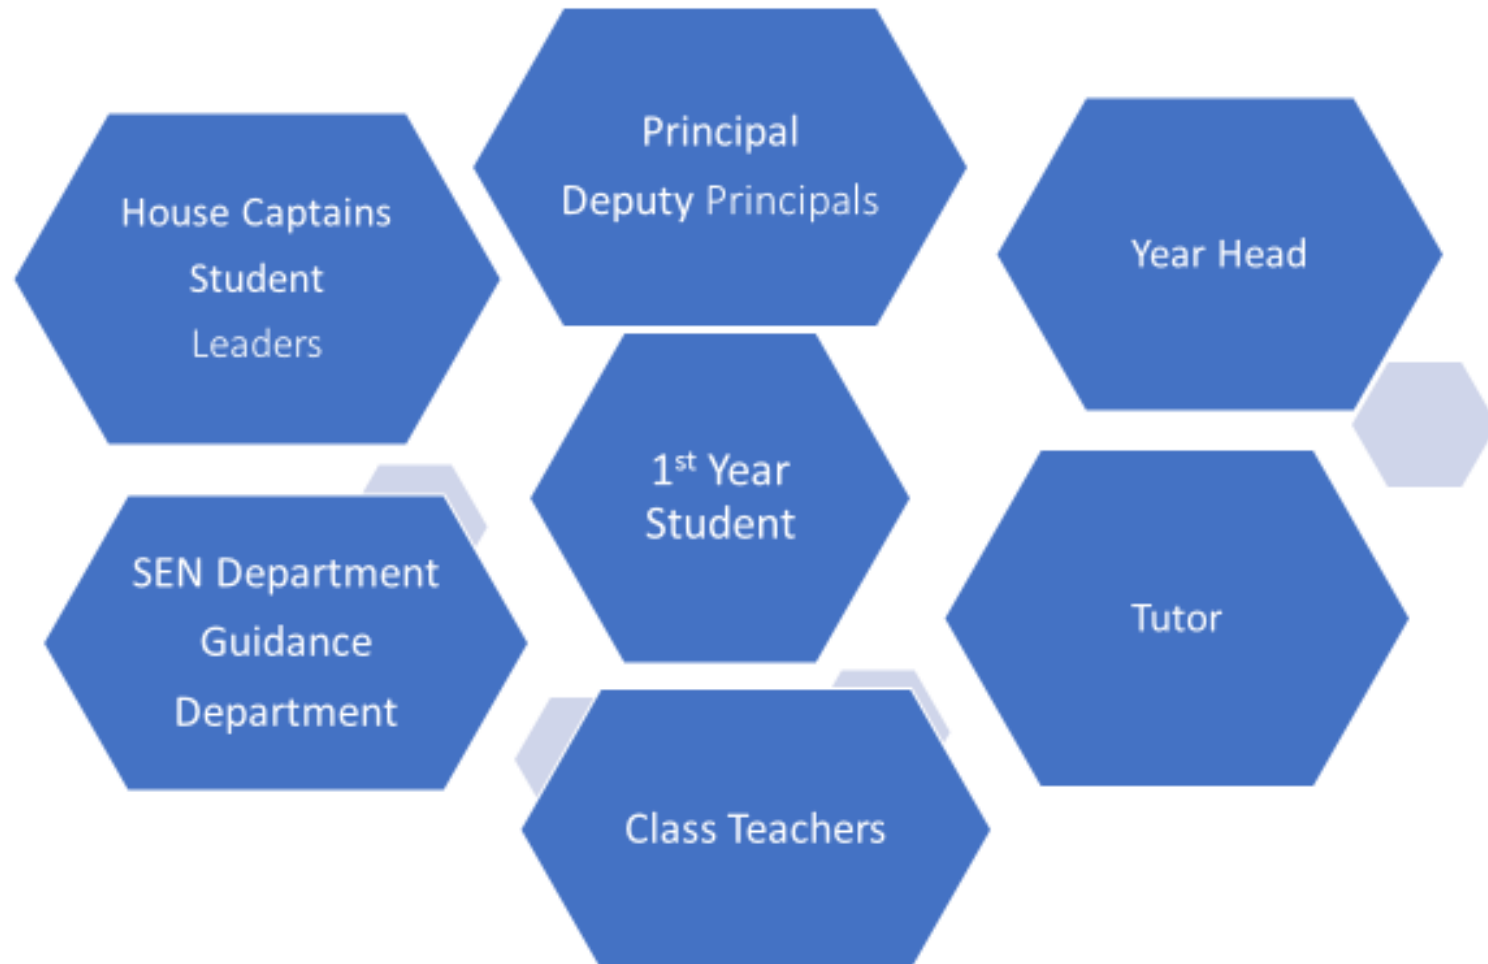 Principal
Deputy Principals
House Captains
Student
Leaders
Year Head
1st Year
Student
SEN Department
Guidance
Department
Tutor
Class Teachers